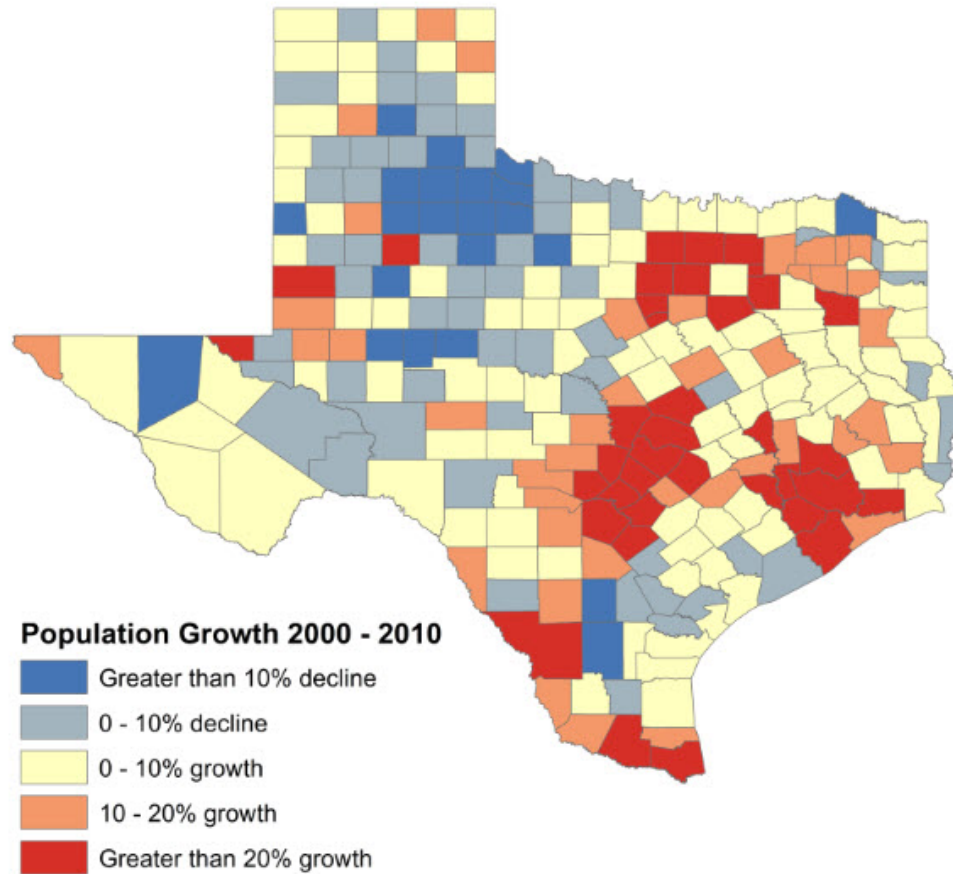 Population Growth 2000 - 2010
Greater than 10% decline
0 - 10% decline
0 - 10% growth
10 - 20% growth
Greater than 20% growth